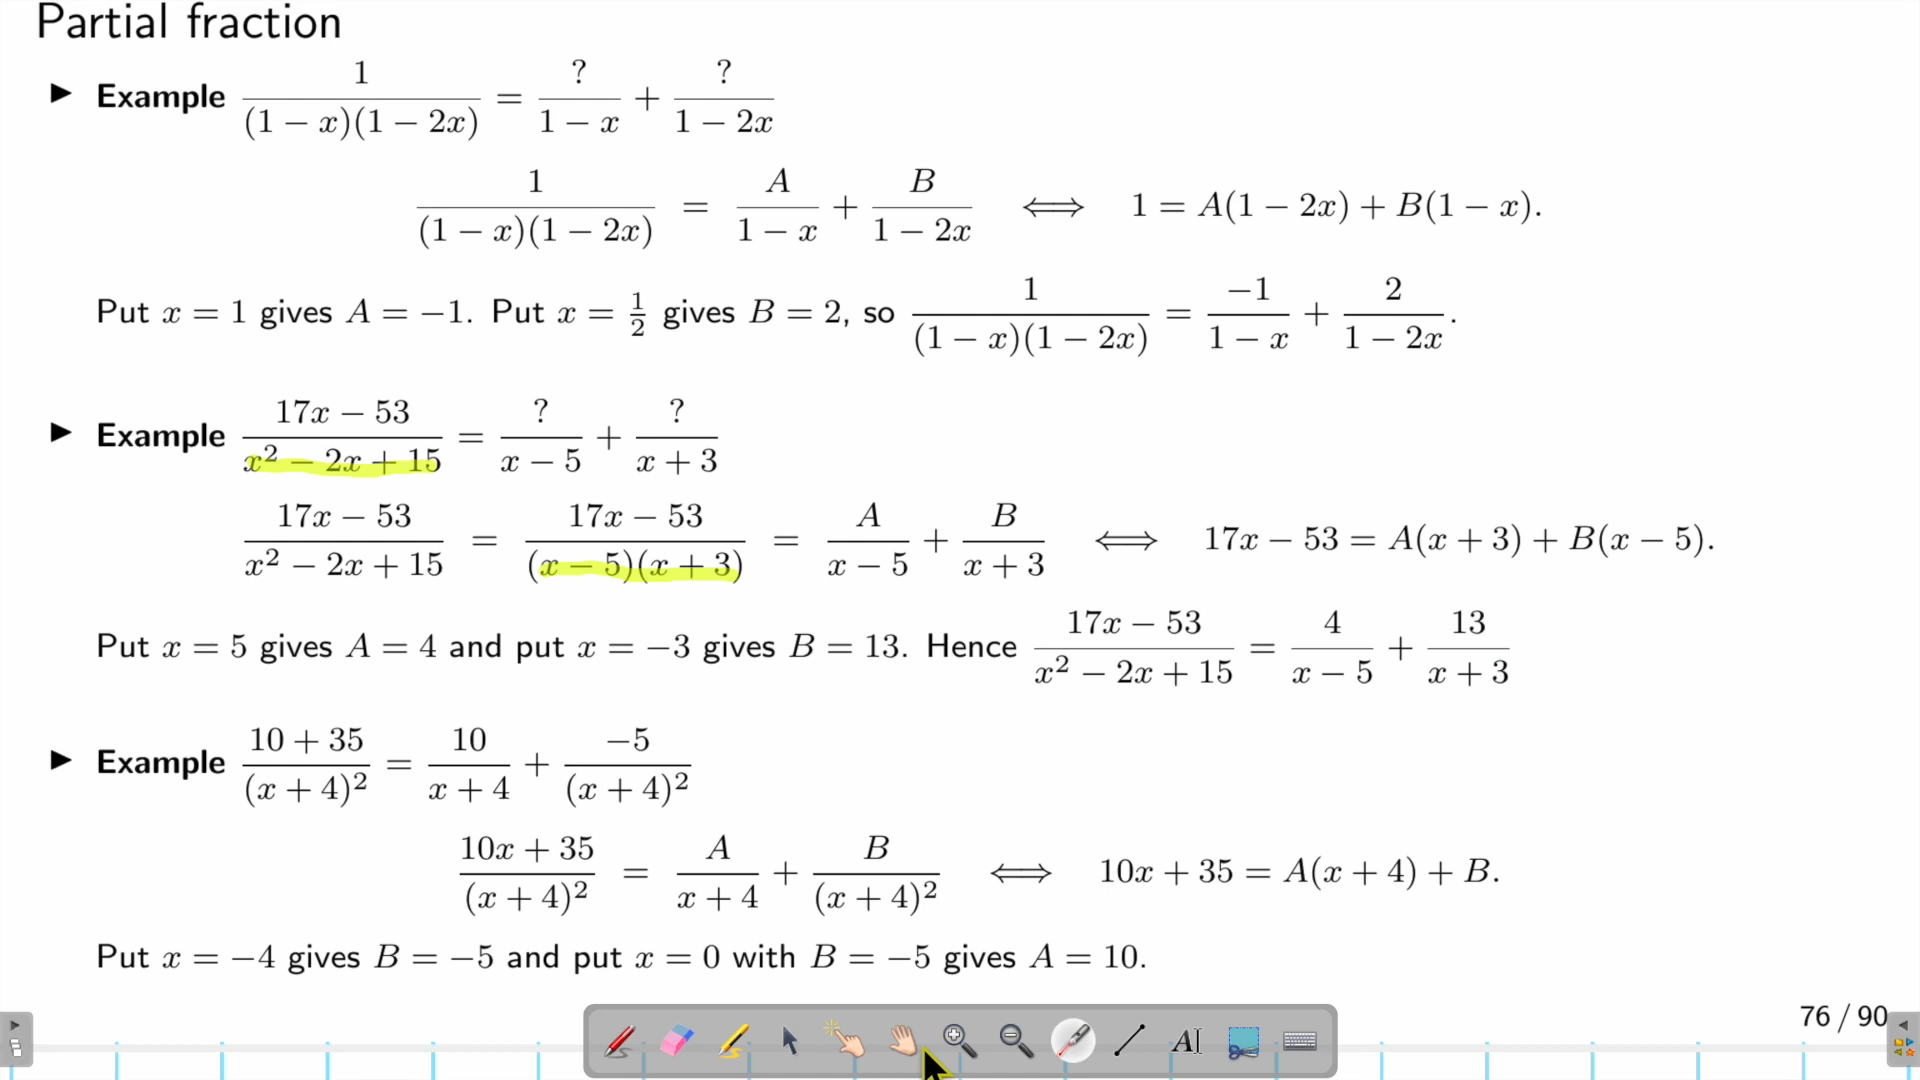 Partial fraction
▶ Example 1/((1 − x)(1 − 2x)) = ?/(1 − x) + ?/(1 − 2x)
1/((1 − x)(1 − 2x)) = A/(1 − x) + B/(1 − 2x) ⟺ 1 = A(1 − 2x) + B(1 − x).
Put x = 1 gives A = −1. Put x = 1/2 gives B = 2, so 1/((1 − x)(1 − 2x)) = −1/(1 − x) + 2/(1 − 2x).
▶ Example (17x − 53)/(x² − 2x + 15) = ?/(x − 5) + ?/(x + 3)
(17x − 53)/(x² − 2x + 15) = (17x − 53)/((x − 5)(x + 3)) = A/(x − 5) + B/(x + 3) ⟺ 17x − 53 = A(x + 3) + B(x − 5).
Put x = 5 gives A = 4 and put x = −3 gives B = 13. Hence (17x − 53)/(x² − 2x + 15) = 4/(x − 5) + 13/(x + 3)
▶ Example (10 + 35)/(x + 4)² = 10/(x + 4) + −5/(x + 4)²
(10x + 35)/(x + 4)² = A/(x + 4) + B/(x + 4)² ⟺ 10x + 35 = A(x + 4) + B.
Put x = −4 gives B = −5 and put x = 0 with B = −5 gives A = 10.
76 / 90
AI